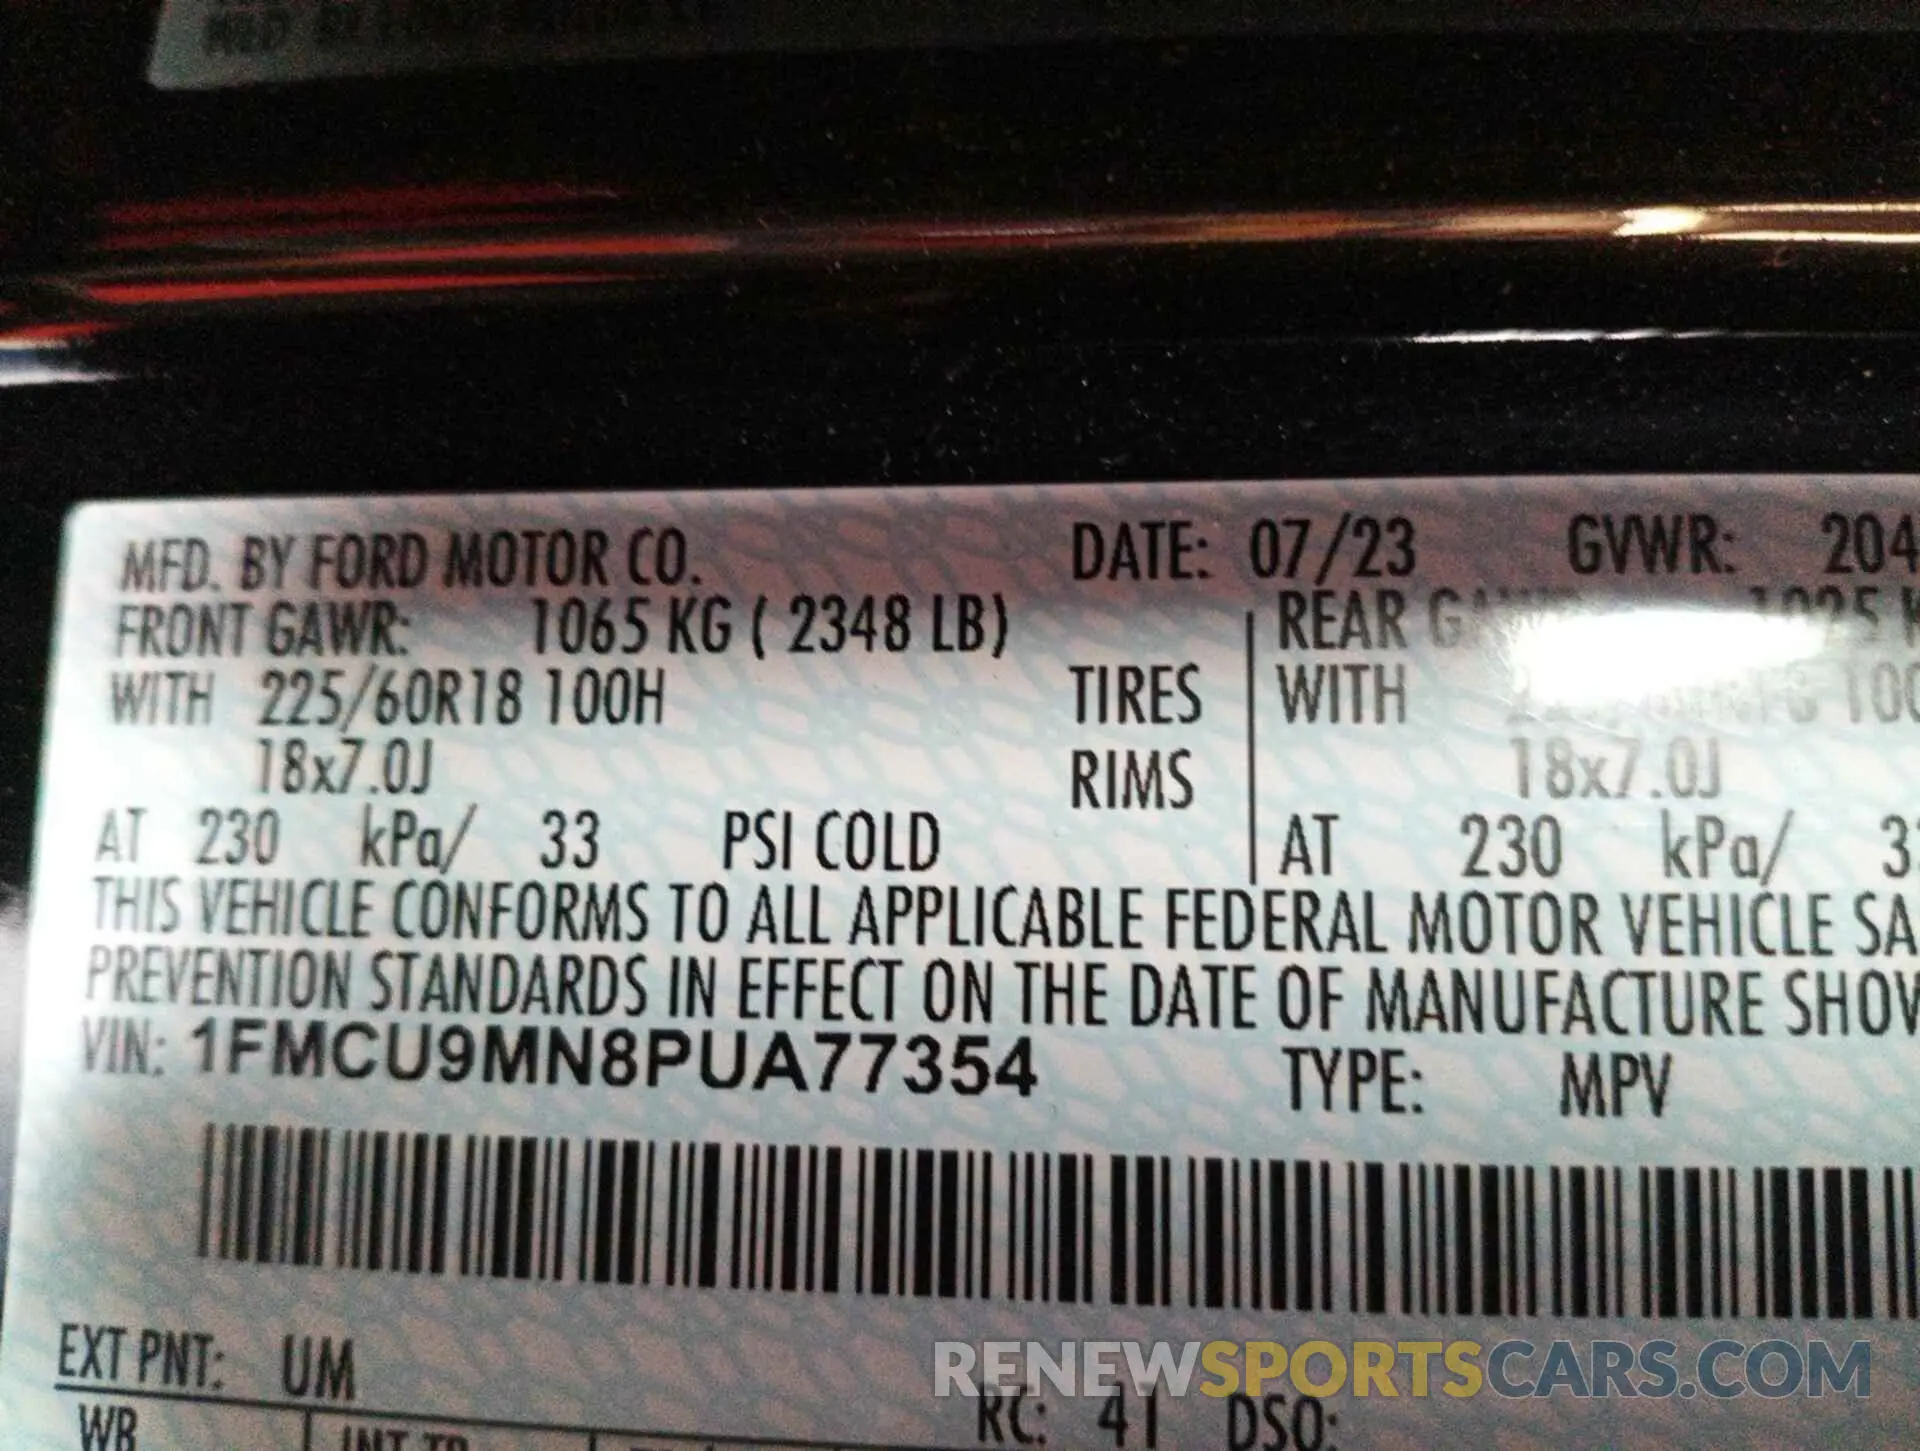 MFD. BY FORD MOTOR CO. DATE: 07/23 GVWR: 204
FRONT GAWR: 1065 KG ( 2348 LB) REAR
WITH 225/60R18 100H TIRES WITH
18x7.0J RIMS 18x7.0J
AT 230 kPa/ 33 PSI COLD AT 230 kPa/ 3
THIS VEHICLE CONFORMS TO ALL APPLICABLE FEDERAL MOTOR VEHICLE SA
PREVENTION STANDARDS IN EFFECT ON THE DATE OF MANUFACTURE SHOW
VIN: 1FMCU9MN8PUA77354 TYPE: MPV
EXT PNT: UM RC: 41 DSO:
WB INT TR
RENEWSPORTSCARS.COM